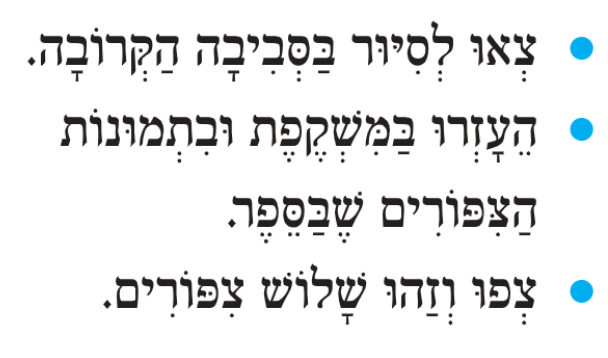 • צְאוּ לְסִיּוּר בַּסְּבִיבָה הַקְּרוֹבָה.
• הֵעָזְרוּ בַּמִּשְׁקֶפֶת וּבִתְמוּנוֹת
הַצִּפּוֹרִים שֶׁבַּסֵּפֶר.
• צְפוּ וְזַהוּ שָׁלוֹשׁ צִפּוֹרִים.